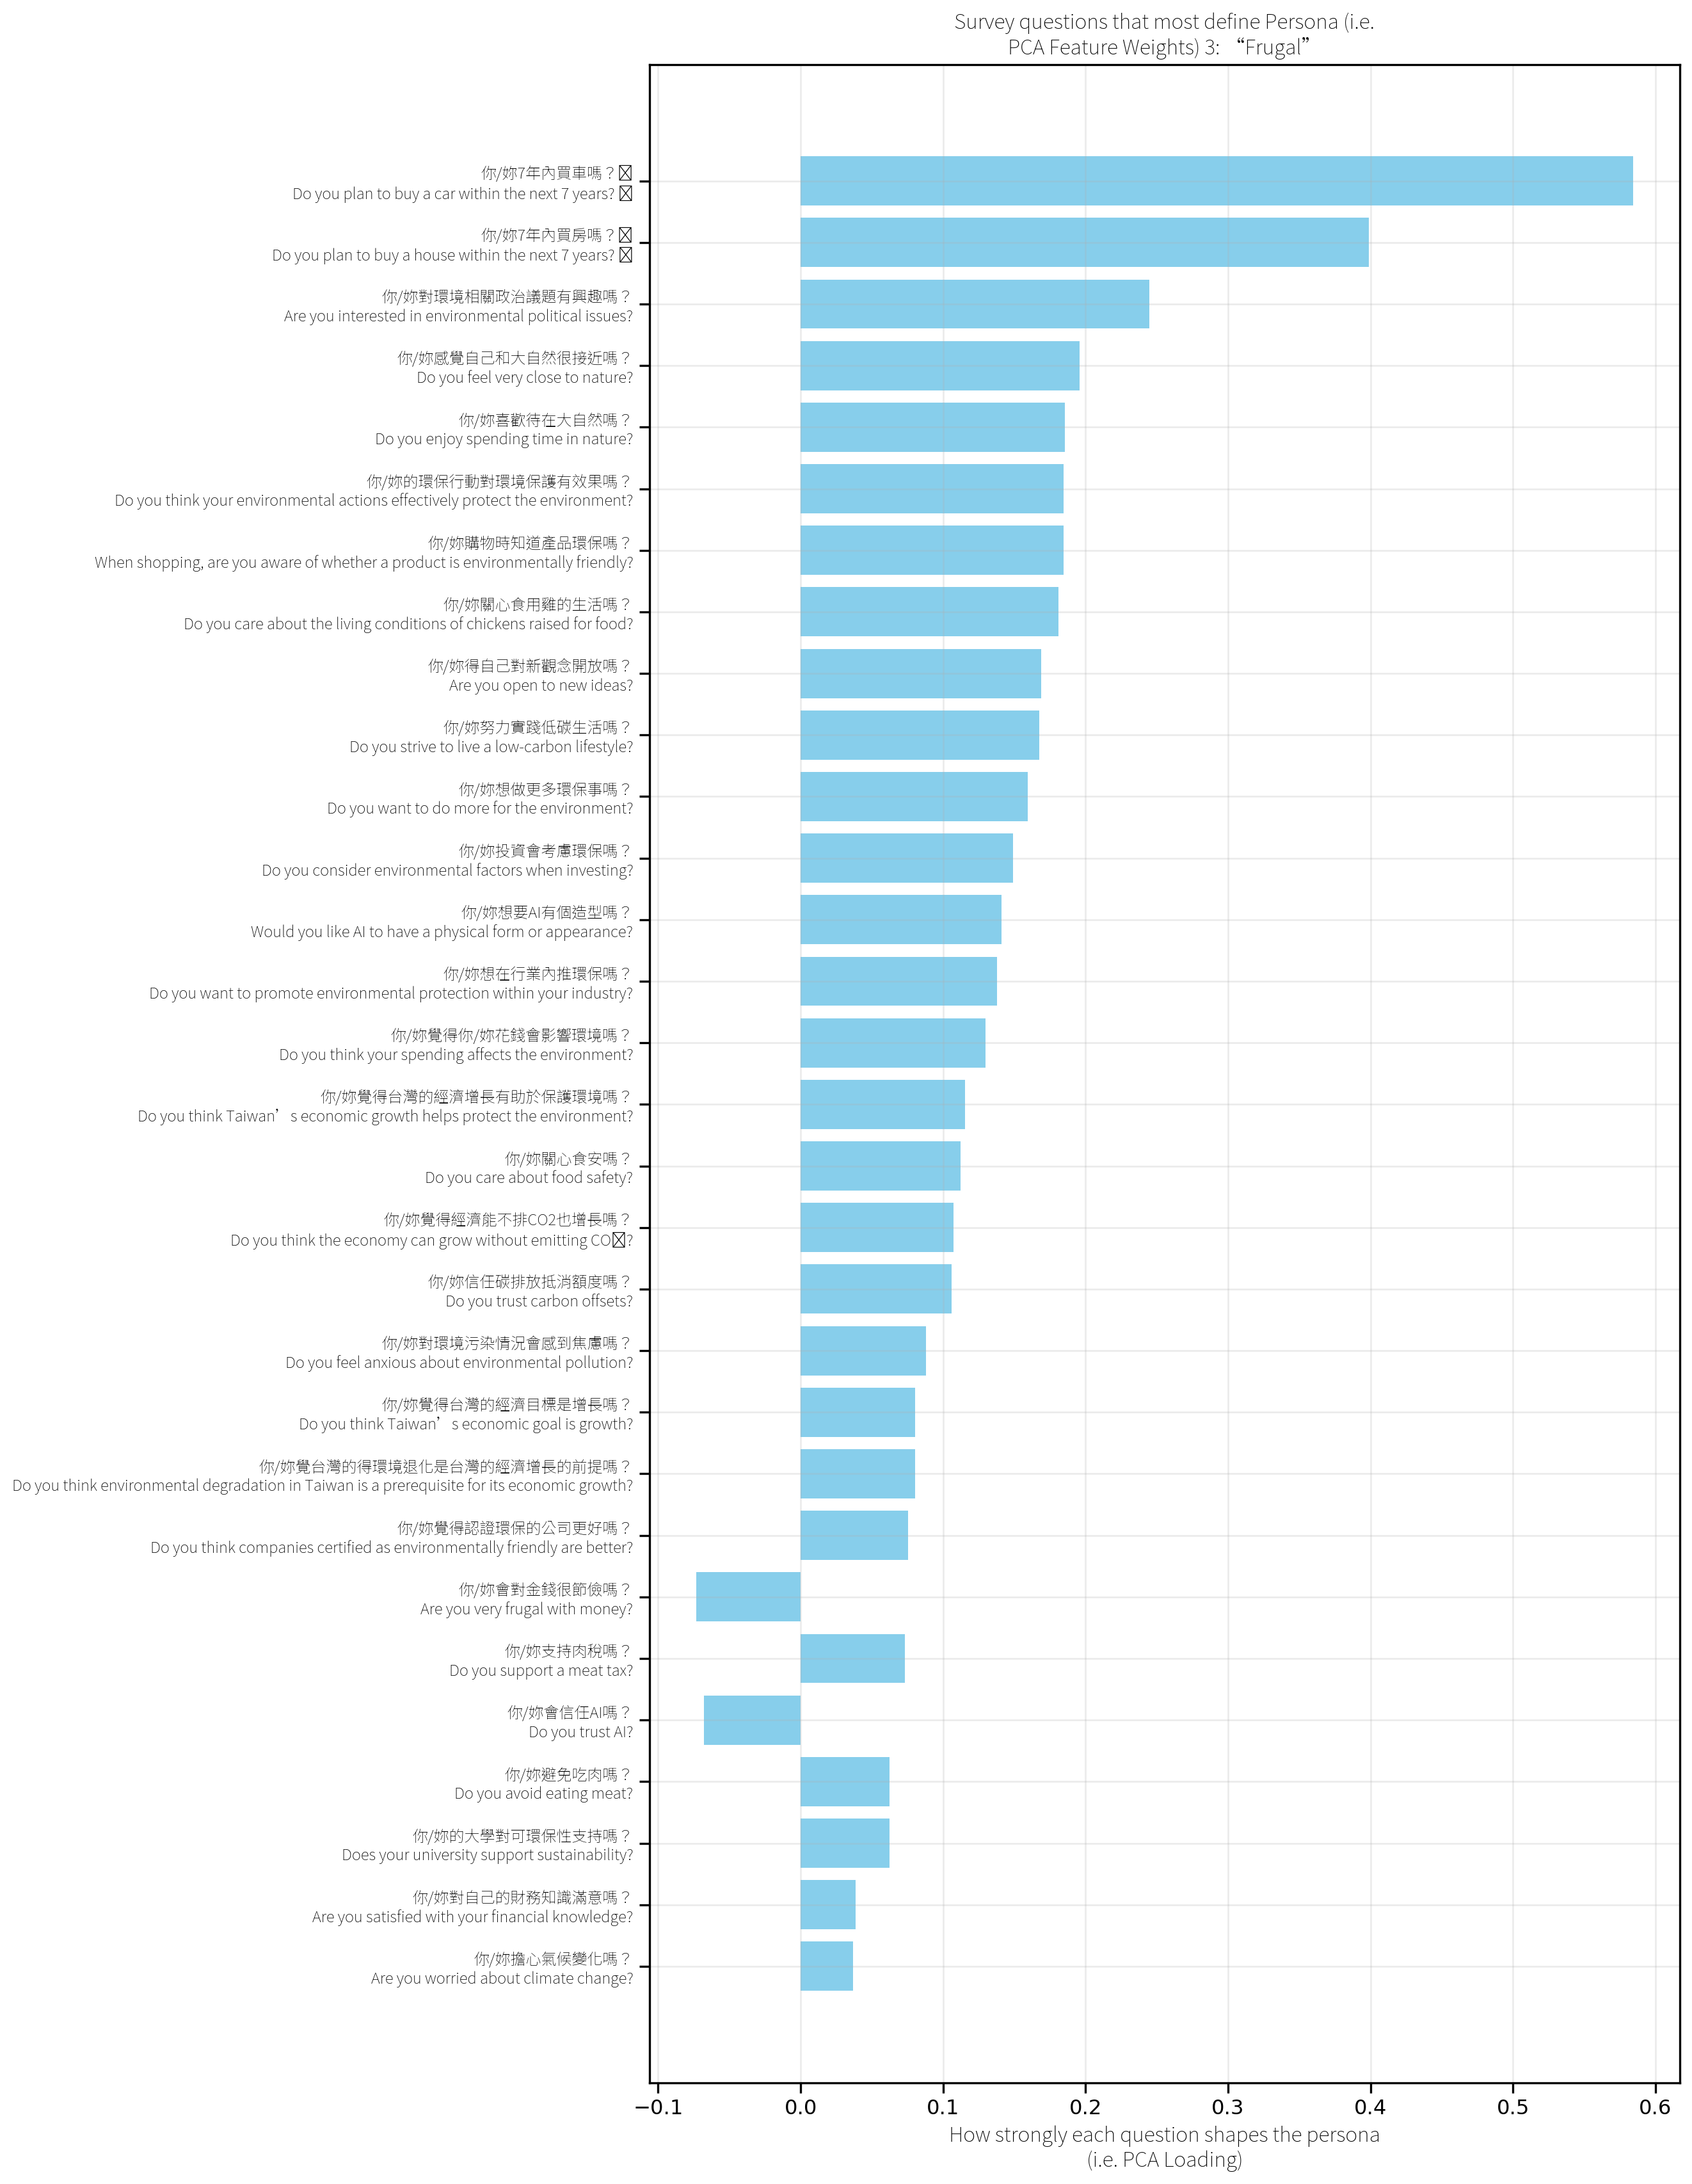 Survey questions that most define Persona (i.e.
PCA Feature Weights) 3: “Frugal”
你/妳7年內買車嗎？
Do you plan to buy a car within the next 7 years?
你/妳7年內買房嗎？
Do you plan to buy a house within the next 7 years?
你/妳對環境相關政治議題有興趣嗎？
Are you interested in environmental political issues?
你/妳感覺自己和大自然很接近嗎？
Do you feel very close to nature?
你/妳喜歡待在大自然嗎？
Do you enjoy spending time in nature?
你/妳的環保行動對環境保護有效果嗎？
Do you think your environmental actions effectively protect the environment?
你/妳購物時知道產品環保嗎？
When shopping, are you aware of whether a product is environmentally friendly?
你/妳關心食用雞的生活嗎？
Do you care about the living conditions of chickens raised for food?
你/妳得自己對新觀念開放嗎？
Are you open to new ideas?
你/妳努力實踐低碳生活嗎？
Do you strive to live a low-carbon lifestyle?
你/妳想做更多環保事嗎？
Do you want to do more for the environment?
你/妳投資會考慮環保嗎？
Do you consider environmental factors when investing?
你/妳想要AI有個造型嗎？
Would you like AI to have a physical form or appearance?
你/妳想在行業內推環保嗎？
Do you want to promote environmental protection within your industry?
你/妳覺得你/妳花錢會影響環境嗎？
Do you think your spending affects the environment?
你/妳覺得台灣的經濟增長有助於保護環境嗎？
Do you think Taiwan’s economic growth helps protect the environment?
你/妳關心食安嗎？
Do you care about food safety?
你/妳覺得經濟能不排CO2也增長嗎？
Do you think the economy can grow without emitting CO?
你/妳信任碳排放抵消額度嗎？
Do you trust carbon offsets?
你/妳對環境污染情況會感到焦慮嗎？
Do you feel anxious about environmental pollution?
你/妳覺得台灣的經濟目標是增長嗎？
Do you think Taiwan’s economic goal is growth?
你/妳覺台灣的得環境退化是台灣的經濟增長的前提嗎？
Do you think environmental degradation in Taiwan is a prerequisite for its economic growth?
你/妳覺得認證環保的公司更好嗎？
Do you think companies certified as environmentally friendly are better?
你/妳會對金錢很節儉嗎？
Are you very frugal with money?
你/妳支持肉稅嗎？
Do you support a meat tax?
你/妳會信任AI嗎？
Do you trust AI?
你/妳避免吃肉嗎？
Do you avoid eating meat?
你/妳的大學對可環保性支持嗎？
Does your university support sustainability?
你/妳對自己的財務知識滿意嗎？
Are you satisfied with your financial knowledge?
你/妳擔心氣候變化嗎？
Are you worried about climate change?
−0.1 0.0 0.1 0.2 0.3 0.4 0.5 0.6
How strongly each question shapes the persona
(i.e. PCA Loading)